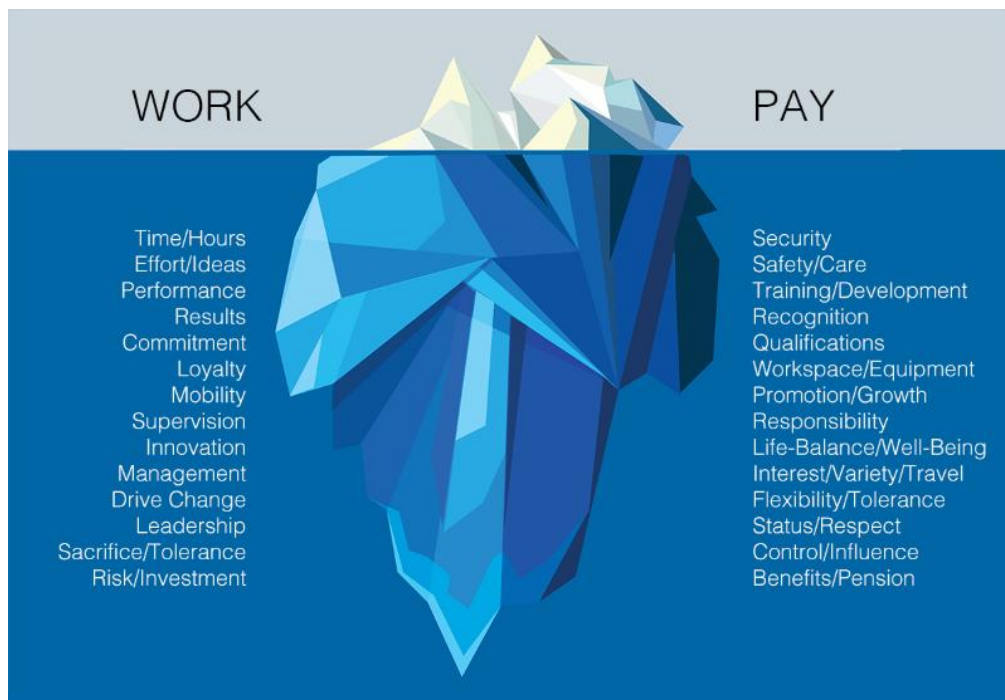 WORK
PAY
Time/Hours
Effort/Ideas
Performance
Results
Commitment
Loyalty
Mobility
Supervision
Innovation
Management
Drive Change
Leadership
Sacrifice/Tolerance
Risk/Investment
Security
Safety/Care
Training/Development
Recognition
Qualifications
Workspace/Equipment
Promotion/Growth
Responsibility
Life-Balance/Well-Being
Interest/Variety/Travel
Flexibility/Tolerance
Status/Respect
Control/Influence
Benefits/Pension